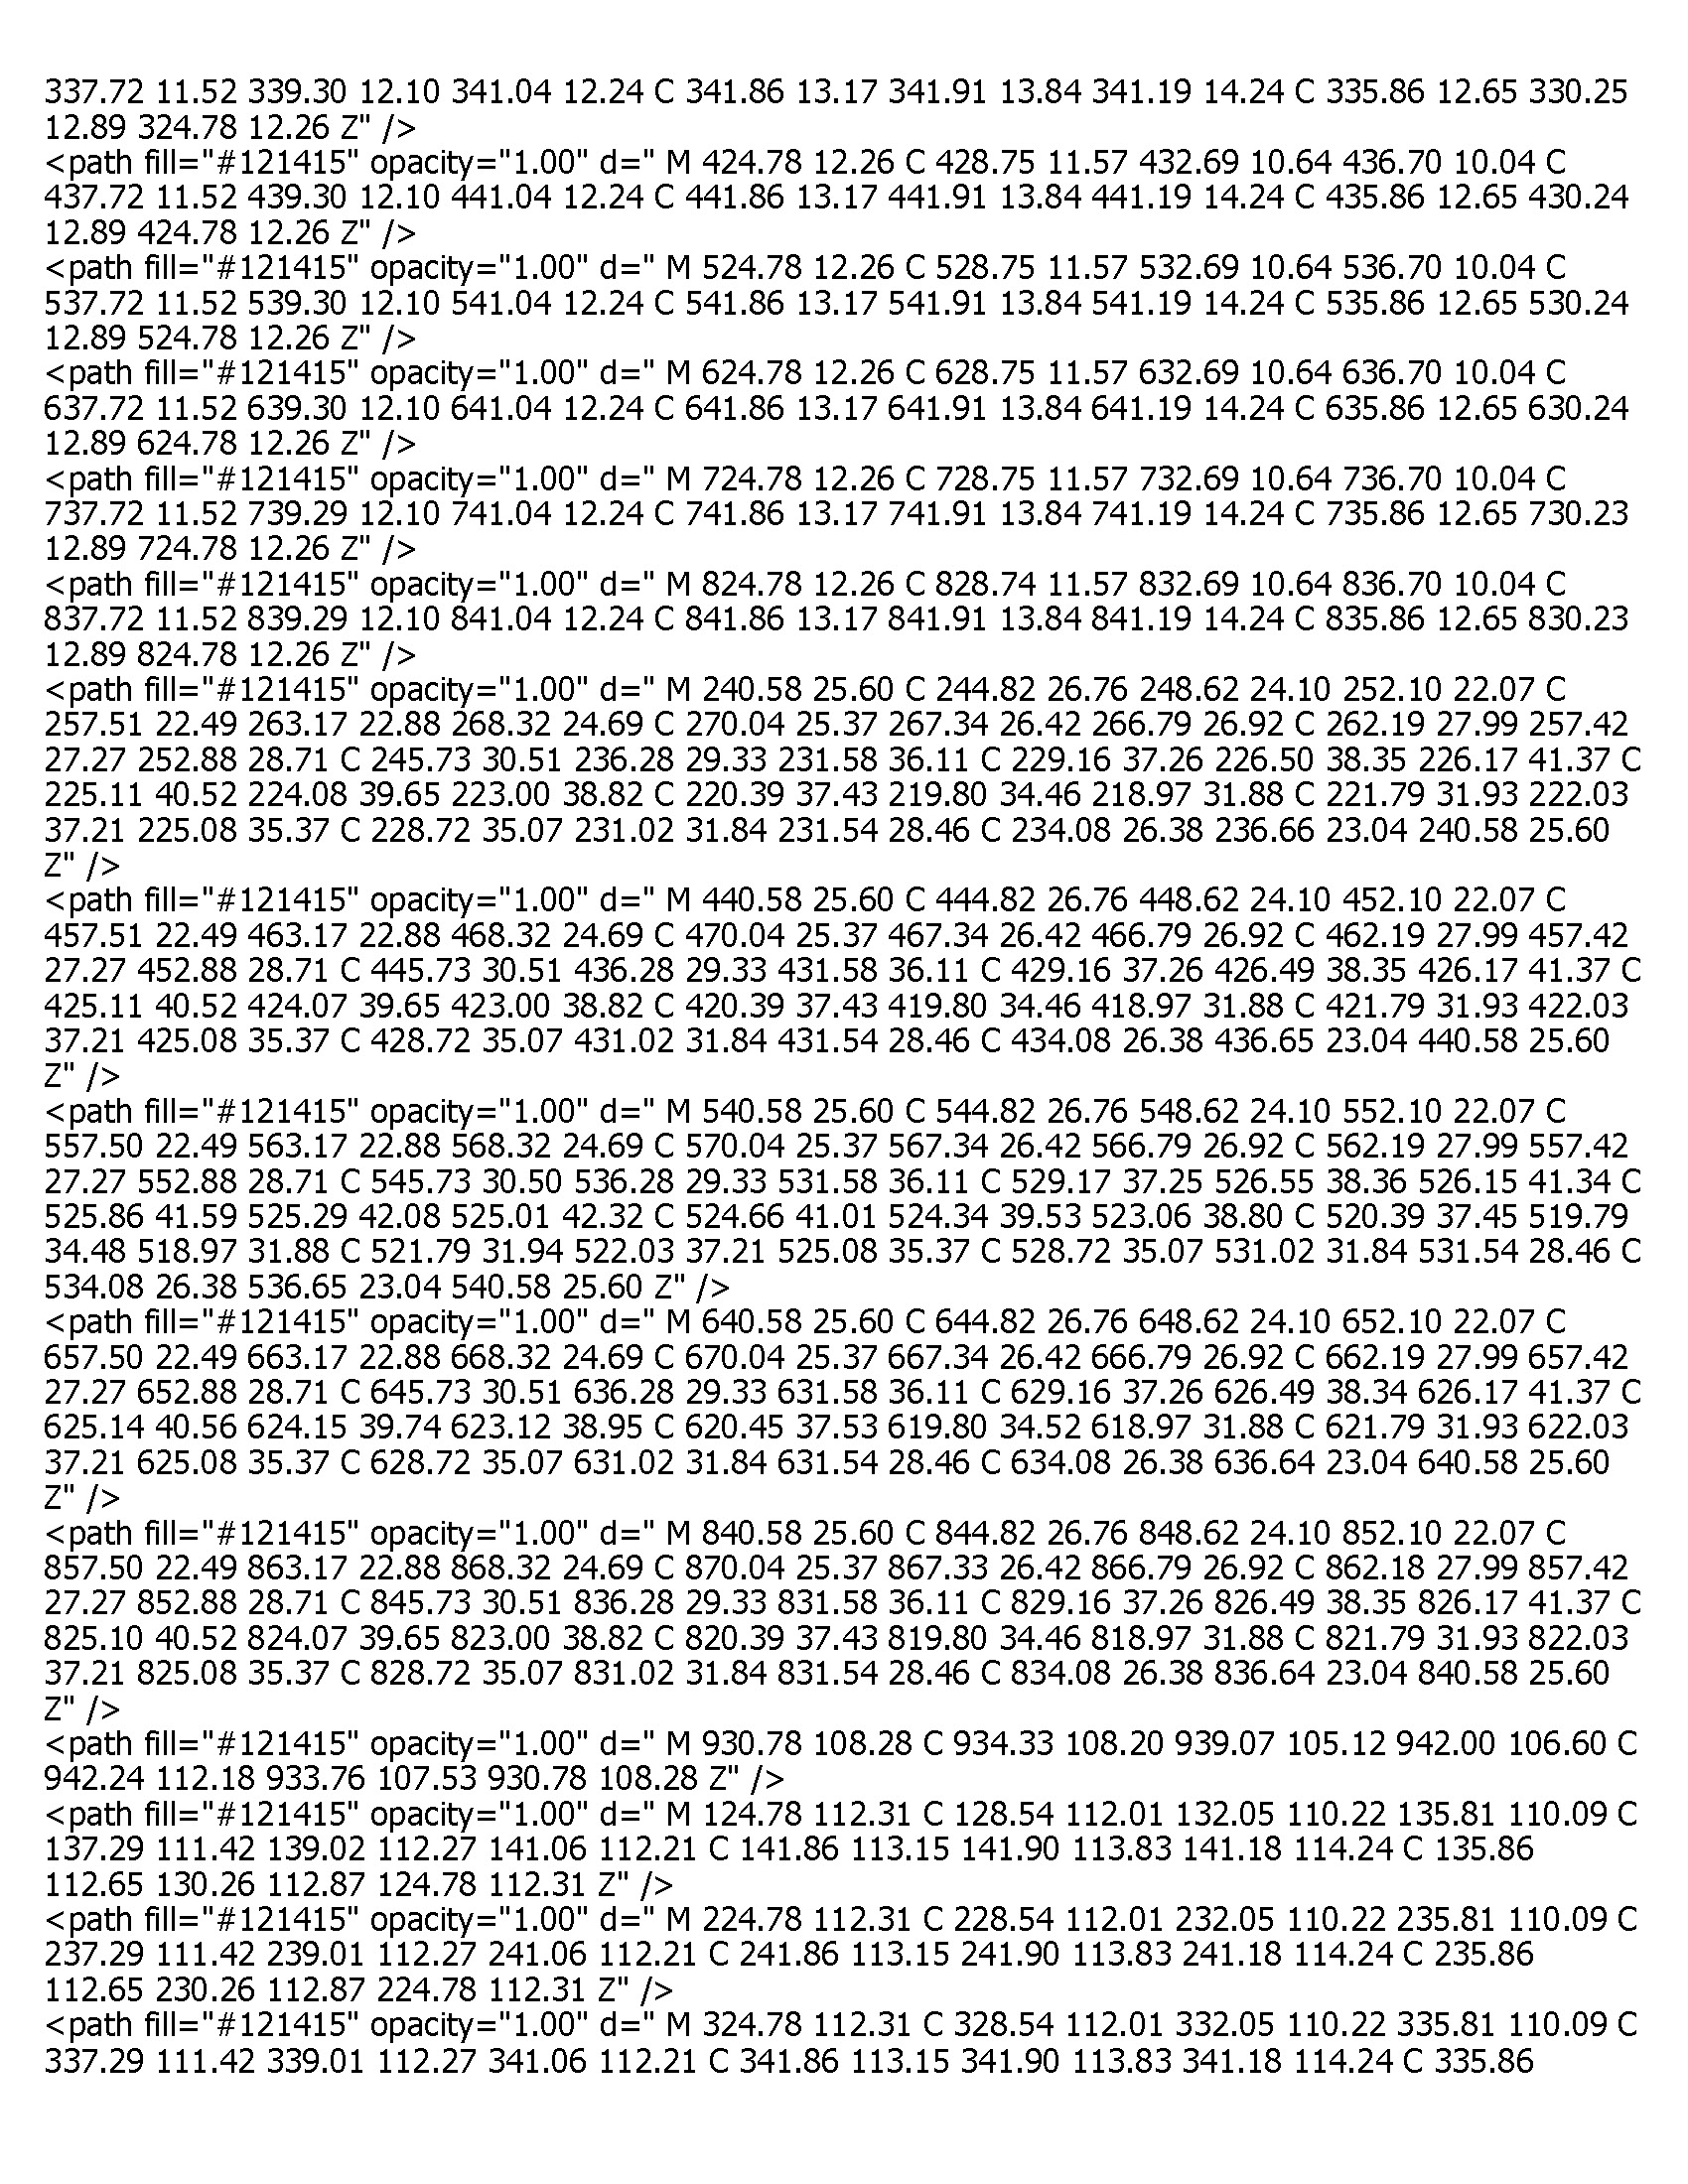 337.72 11.52 339.30 12.10 341.04 12.24 C 341.86 13.17 341.91 13.84 341.19 14.24 C 335.86 12.65 330.25
12.89 324.78 12.26 Z" />
<path fill="#121415" opacity="1.00" d=" M 424.78 12.26 C 428.75 11.57 432.69 10.64 436.70 10.04 C
437.72 11.52 439.30 12.10 441.04 12.24 C 441.86 13.17 441.91 13.84 441.19 14.24 C 435.86 12.65 430.24
12.89 424.78 12.26 Z" />
<path fill="#121415" opacity="1.00" d=" M 524.78 12.26 C 528.75 11.57 532.69 10.64 536.70 10.04 C
537.72 11.52 539.30 12.10 541.04 12.24 C 541.86 13.17 541.91 13.84 541.19 14.24 C 535.86 12.65 530.24
12.89 524.78 12.26 Z" />
<path fill="#121415" opacity="1.00" d=" M 624.78 12.26 C 628.75 11.57 632.69 10.64 636.70 10.04 C
637.72 11.52 639.30 12.10 641.04 12.24 C 641.86 13.17 641.91 13.84 641.19 14.24 C 635.86 12.65 630.24
12.89 624.78 12.26 Z" />
<path fill="#121415" opacity="1.00" d=" M 724.78 12.26 C 728.75 11.57 732.69 10.64 736.70 10.04 C
737.72 11.52 739.29 12.10 741.04 12.24 C 741.86 13.17 741.91 13.84 741.19 14.24 C 735.86 12.65 730.23
12.89 724.78 12.26 Z" />
<path fill="#121415" opacity="1.00" d=" M 824.78 12.26 C 828.74 11.57 832.69 10.64 836.70 10.04 C
837.72 11.52 839.29 12.10 841.04 12.24 C 841.86 13.17 841.91 13.84 841.19 14.24 C 835.86 12.65 830.23
12.89 824.78 12.26 Z" />
<path fill="#121415" opacity="1.00" d=" M 240.58 25.60 C 244.82 26.76 248.62 24.10 252.10 22.07 C
257.51 22.49 263.17 22.88 268.32 24.69 C 270.04 25.37 267.34 26.42 266.79 26.92 C 262.19 27.99 257.42
27.27 252.88 28.71 C 245.73 30.51 236.28 29.33 231.58 36.11 C 229.16 37.26 226.50 38.35 226.17 41.37 C
225.11 40.52 224.08 39.65 223.00 38.82 C 220.39 37.43 219.80 34.46 218.97 31.88 C 221.79 31.93 222.03
37.21 225.08 35.37 C 228.72 35.07 231.02 31.84 231.54 28.46 C 234.08 26.38 236.66 23.04 240.58 25.60
Z" />
<path fill="#121415" opacity="1.00" d=" M 440.58 25.60 C 444.82 26.76 448.62 24.10 452.10 22.07 C
457.51 22.49 463.17 22.88 468.32 24.69 C 470.04 25.37 467.34 26.42 466.79 26.92 C 462.19 27.99 457.42
27.27 452.88 28.71 C 445.73 30.51 436.28 29.33 431.58 36.11 C 429.16 37.26 426.49 38.35 426.17 41.37 C
425.11 40.52 424.07 39.65 423.00 38.82 C 420.39 37.43 419.80 34.46 418.97 31.88 C 421.79 31.93 422.03
37.21 425.08 35.37 C 428.72 35.07 431.02 31.84 431.54 28.46 C 434.08 26.38 436.65 23.04 440.58 25.60
Z" />
<path fill="#121415" opacity="1.00" d=" M 540.58 25.60 C 544.82 26.76 548.62 24.10 552.10 22.07 C
557.50 22.49 563.17 22.88 568.32 24.69 C 570.04 25.37 567.34 26.42 566.79 26.92 C 562.19 27.99 557.42
27.27 552.88 28.71 C 545.73 30.50 536.28 29.33 531.58 36.11 C 529.17 37.25 526.55 38.36 526.15 41.34 C
525.86 41.59 525.29 42.08 525.01 42.32 C 524.66 41.01 524.34 39.53 523.06 38.80 C 520.39 37.45 519.79
34.48 518.97 31.88 C 521.79 31.94 522.03 37.21 525.08 35.37 C 528.72 35.07 531.02 31.84 531.54 28.46 C
534.08 26.38 536.65 23.04 540.58 25.60 Z" />
<path fill="#121415" opacity="1.00" d=" M 640.58 25.60 C 644.82 26.76 648.62 24.10 652.10 22.07 C
657.50 22.49 663.17 22.88 668.32 24.69 C 670.04 25.37 667.34 26.42 666.79 26.92 C 662.19 27.99 657.42
27.27 652.88 28.71 C 645.73 30.51 636.28 29.33 631.58 36.11 C 629.16 37.26 626.49 38.34 626.17 41.37 C
625.14 40.56 624.15 39.74 623.12 38.95 C 620.45 37.53 619.80 34.52 618.97 31.88 C 621.79 31.93 622.03
37.21 625.08 35.37 C 628.72 35.07 631.02 31.84 631.54 28.46 C 634.08 26.38 636.64 23.04 640.58 25.60
Z" />
<path fill="#121415" opacity="1.00" d=" M 840.58 25.60 C 844.82 26.76 848.62 24.10 852.10 22.07 C
857.50 22.49 863.17 22.88 868.32 24.69 C 870.04 25.37 867.33 26.42 866.79 26.92 C 862.18 27.99 857.42
27.27 852.88 28.71 C 845.73 30.51 836.28 29.33 831.58 36.11 C 829.16 37.26 826.49 38.35 826.17 41.37 C
825.10 40.52 824.07 39.65 823.00 38.82 C 820.39 37.43 819.80 34.46 818.97 31.88 C 821.79 31.93 822.03
37.21 825.08 35.37 C 828.72 35.07 831.02 31.84 831.54 28.46 C 834.08 26.38 836.64 23.04 840.58 25.60
Z" />
<path fill="#121415" opacity="1.00" d=" M 930.78 108.28 C 934.33 108.20 939.07 105.12 942.00 106.60 C
942.24 112.18 933.76 107.53 930.78 108.28 Z" />
<path fill="#121415" opacity="1.00" d=" M 124.78 112.31 C 128.54 112.01 132.05 110.22 135.81 110.09 C
137.29 111.42 139.02 112.27 141.06 112.21 C 141.86 113.15 141.90 113.83 141.18 114.24 C 135.86
112.65 130.26 112.87 124.78 112.31 Z" />
<path fill="#121415" opacity="1.00" d=" M 224.78 112.31 C 228.54 112.01 232.05 110.22 235.81 110.09 C
237.29 111.42 239.01 112.27 241.06 112.21 C 241.86 113.15 241.90 113.83 241.18 114.24 C 235.86
112.65 230.26 112.87 224.78 112.31 Z" />
<path fill="#121415" opacity="1.00" d=" M 324.78 112.31 C 328.54 112.01 332.05 110.22 335.81 110.09 C
337.29 111.42 339.01 112.27 341.06 112.21 C 341.86 113.15 341.90 113.83 341.18 114.24 C 335.86